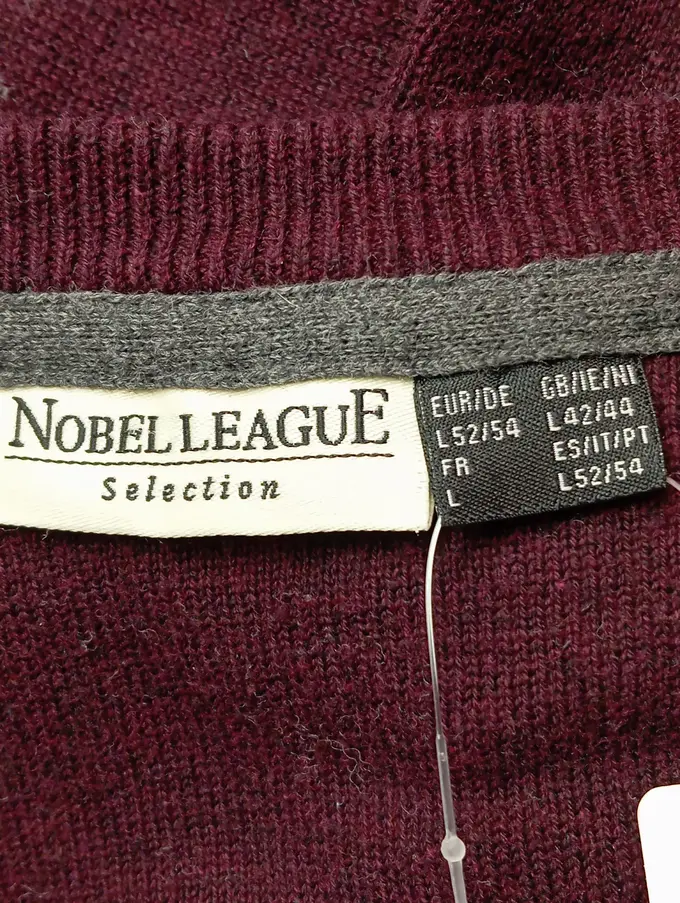 NOBEL LEAGUE
Selection
EUR/DE
L52/54
FR
L
GB/IE/NI
L42/44
ES/IT/PT
L52/54